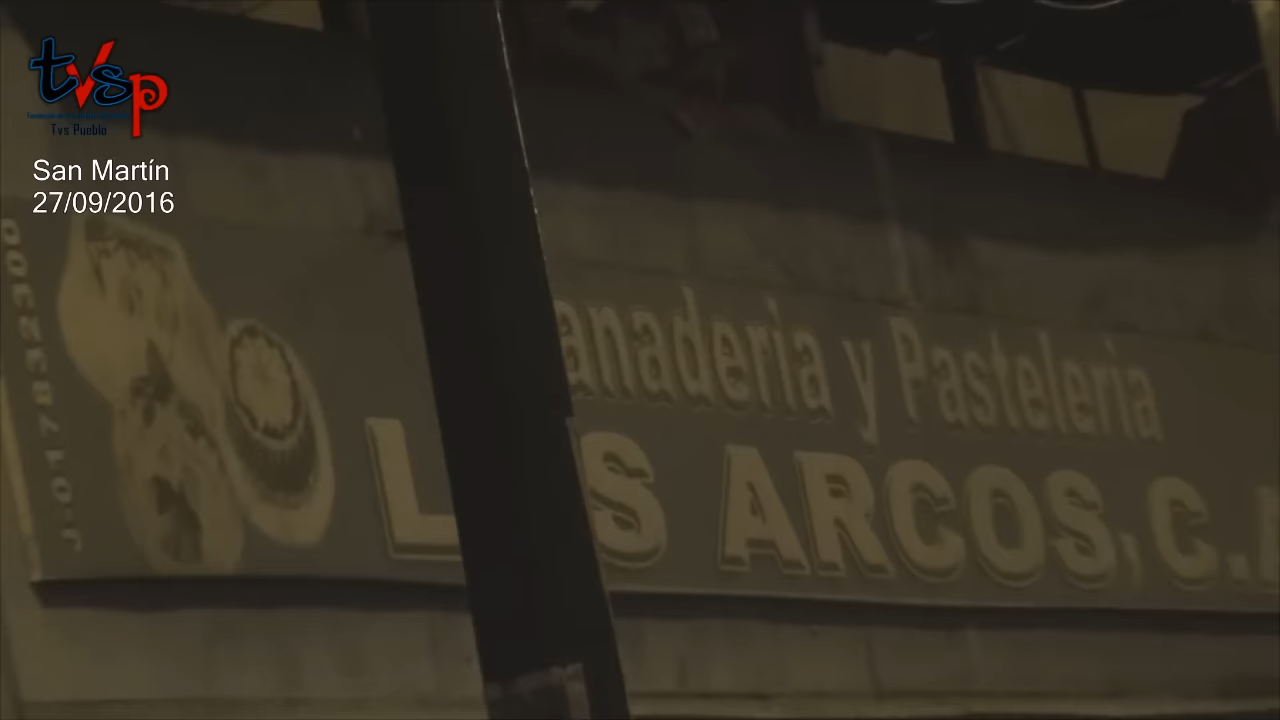 tvsp
Tvs Pueblo
San Martín
27/09/2016
anaderia y Pasteleria
L S ARCOS, C.